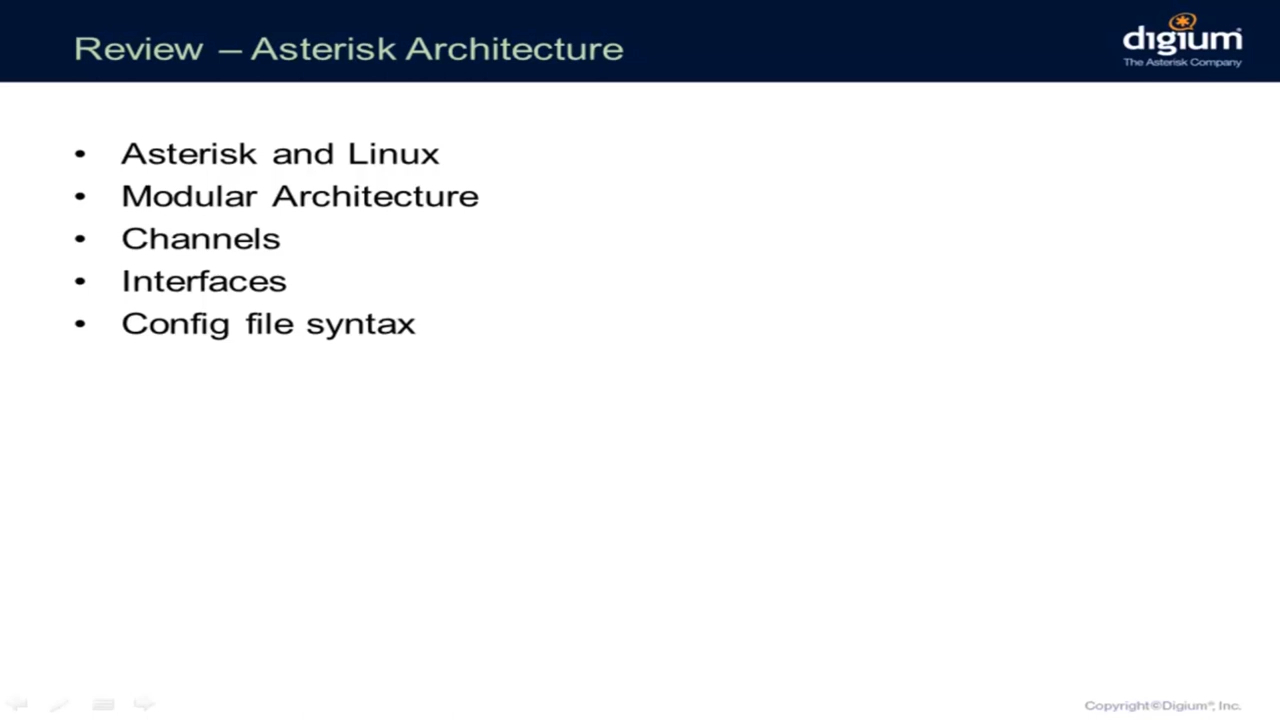 Review – Asterisk Architecture
digium
The Asterisk Company
• Asterisk and Linux
• Modular Architecture
• Channels
• Interfaces
• Config file syntax
Copyright©Digium®, Inc.